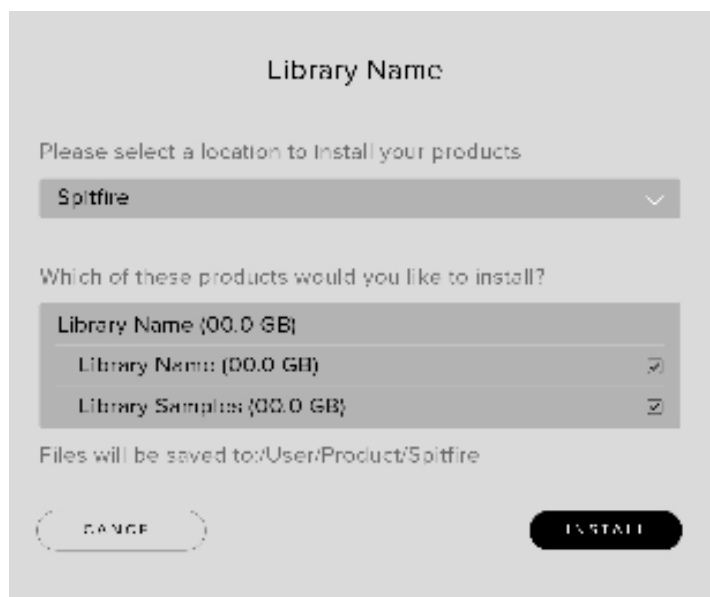 Library Name
Please select a location to install your products
Spitfire
Which of these products would you like to install?
Library Name (00.0 GB)
Library Name (00.0 GB)
Library Samples (00.0 GB)
Files will be saved to:/User/Product/Spitfire
CANCEL
INSTALL